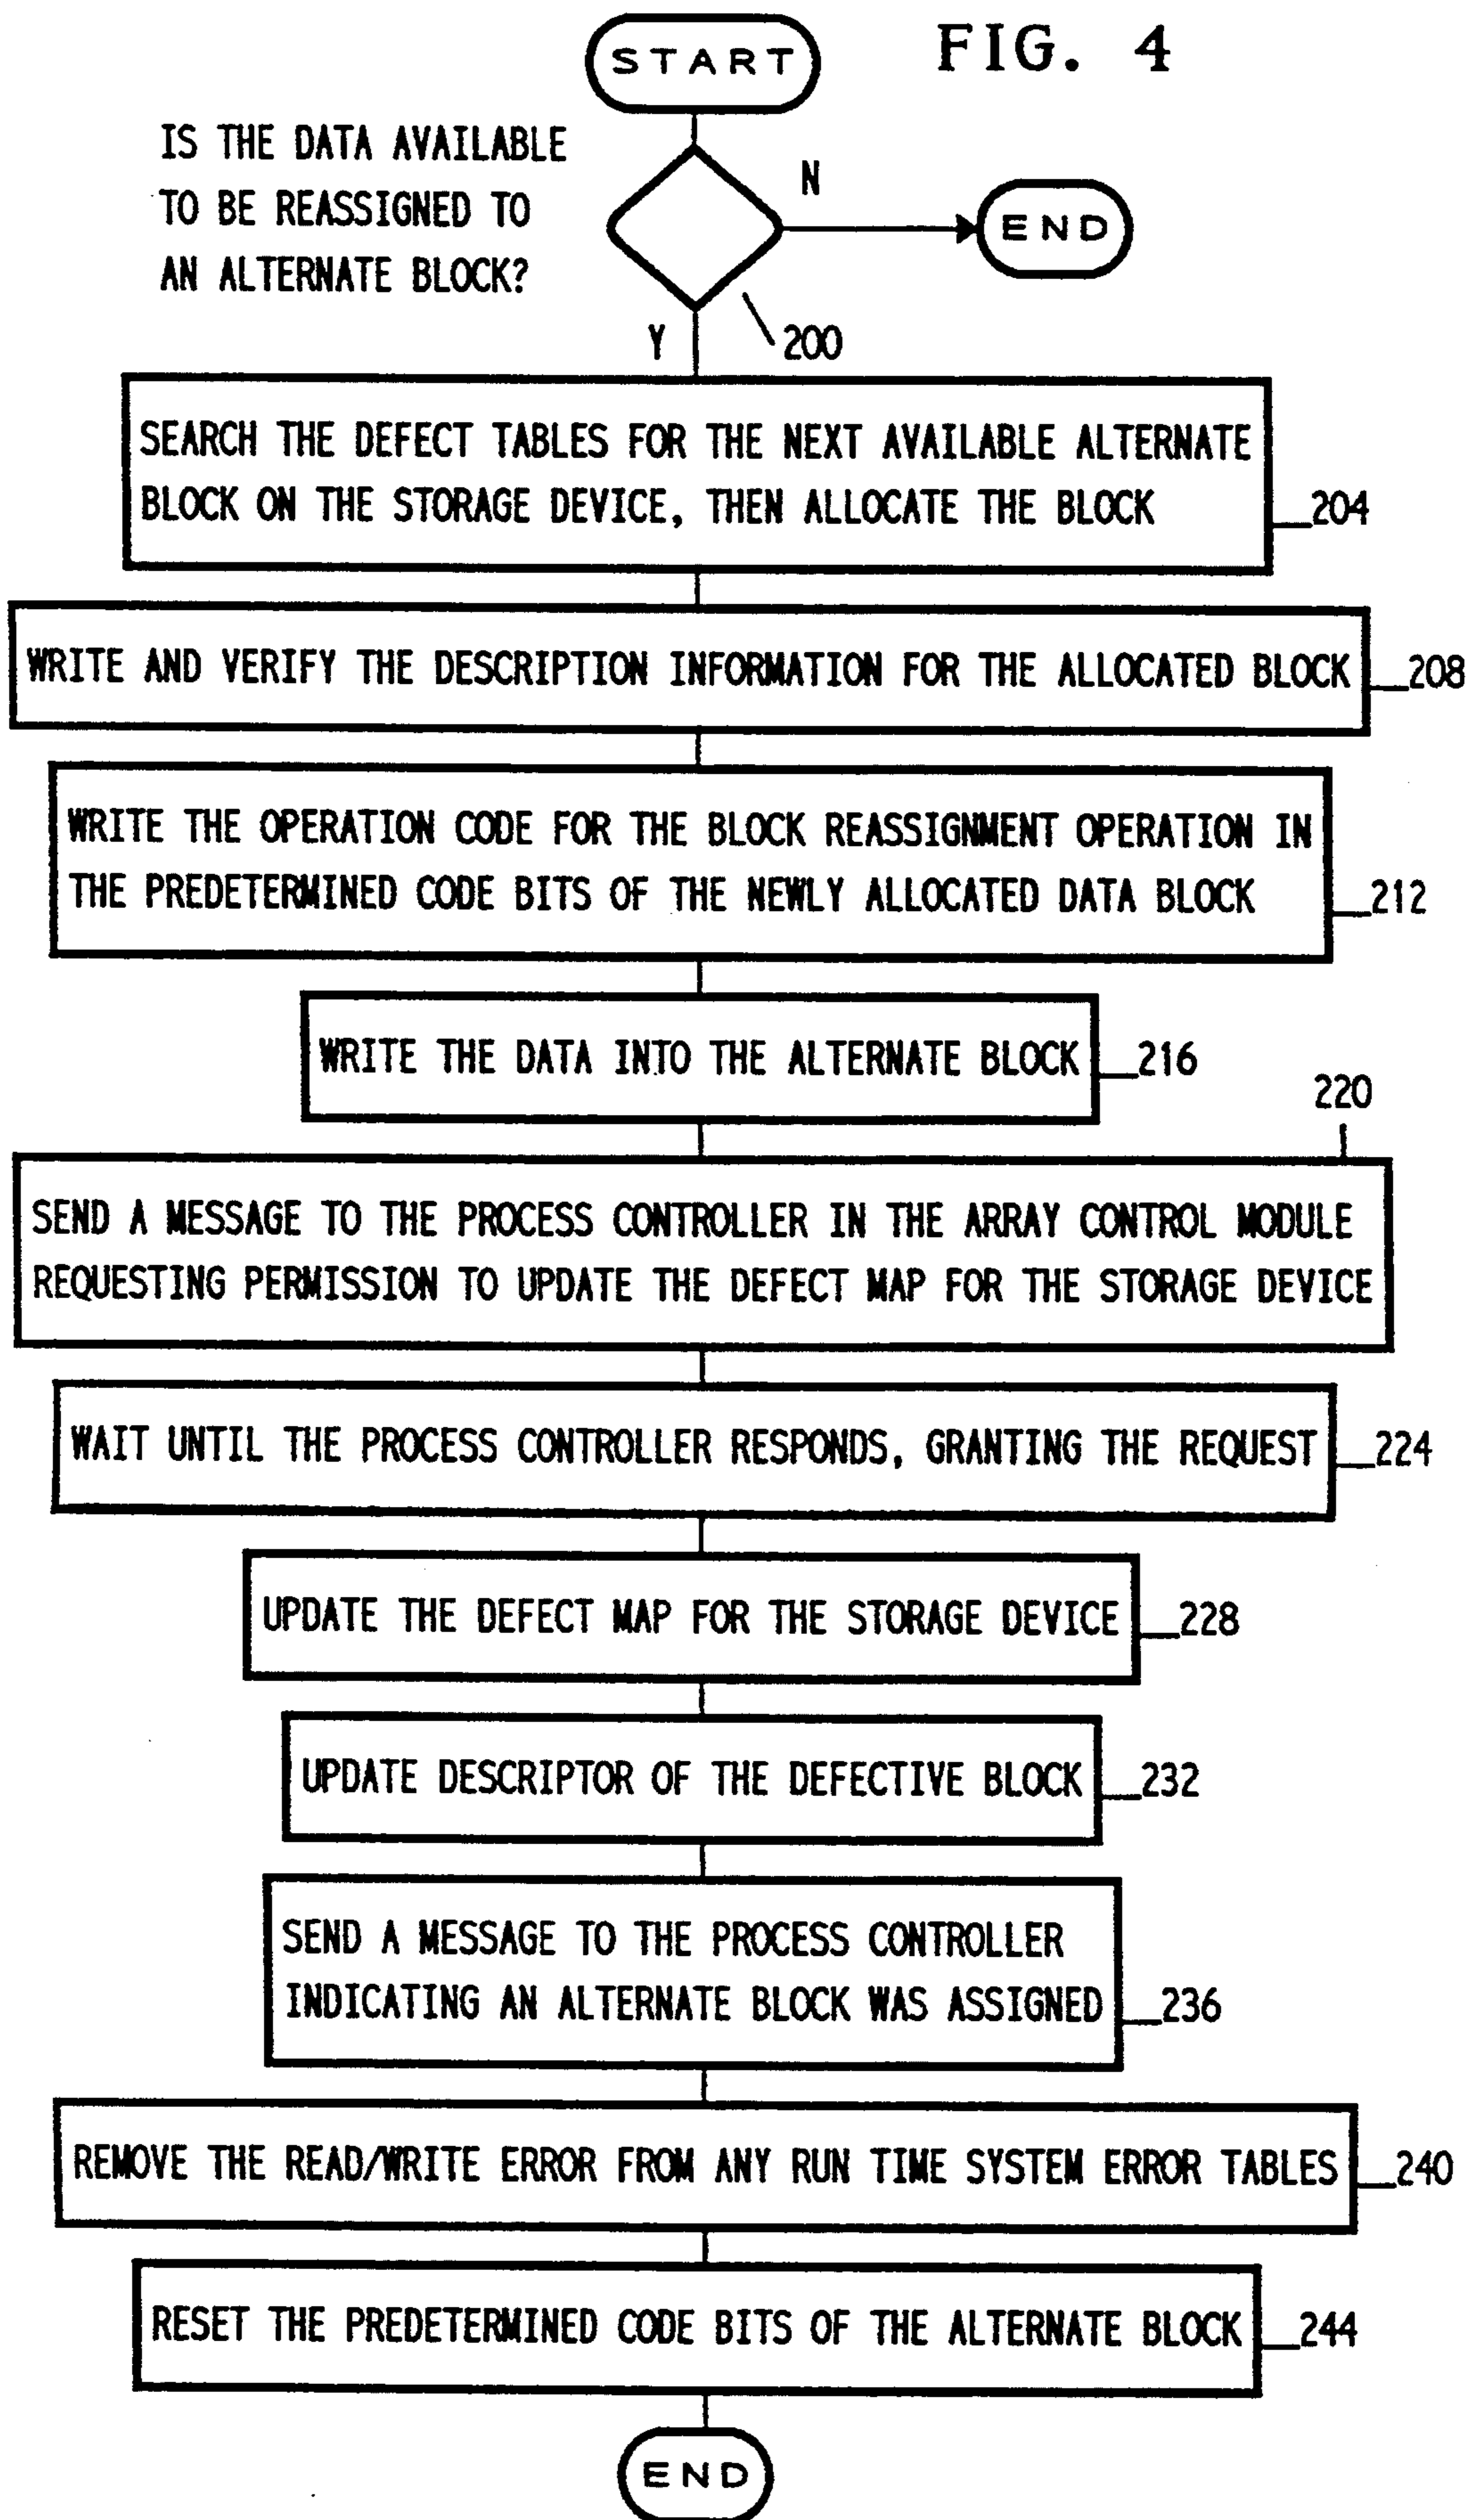 START
FIG. 4
IS THE DATA AVAILABLE
TO BE REASSIGNED TO
AN ALTERNATE BLOCK?
N
END
Y
200
SEARCH THE DEFECT TABLES FOR THE NEXT AVAILABLE ALTERNATE
BLOCK ON THE STORAGE DEVICE, THEN ALLOCATE THE BLOCK
204
WRITE AND VERIFY THE DESCRIPTION INFORMATION FOR THE ALLOCATED BLOCK
208
WRITE THE OPERATION CODE FOR THE BLOCK REASSIGNMENT OPERATION IN
THE PREDETERMINED CODE BITS OF THE NEWLY ALLOCATED DATA BLOCK
212
WRITE THE DATA INTO THE ALTERNATE BLOCK
216
220
SEND A MESSAGE TO THE PROCESS CONTROLLER IN THE ARRAY CONTROL MODULE
REQUESTING PERMISSION TO UPDATE THE DEFECT MAP FOR THE STORAGE DEVICE
WAIT UNTIL THE PROCESS CONTROLLER RESPONDS, GRANTING THE REQUEST
224
UPDATE THE DEFECT MAP FOR THE STORAGE DEVICE
228
UPDATE DESCRIPTOR OF THE DEFECTIVE BLOCK
232
SEND A MESSAGE TO THE PROCESS CONTROLLER
INDICATING AN ALTERNATE BLOCK WAS ASSIGNED
236
REMOVE THE READ/WRITE ERROR FROM ANY RUN TIME SYSTEM ERROR TABLES
240
RESET THE PREDETERMINED CODE BITS OF THE ALTERNATE BLOCK
244
END